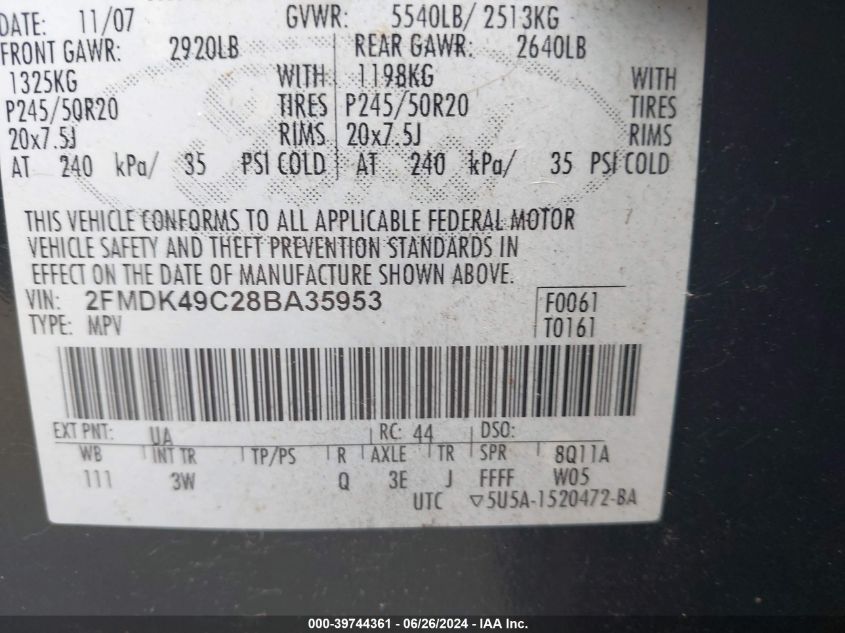 DATE: 11/07 GVWR: 5540LB/ 2513KG
FRONT GAWR: 2920LB REAR GAWR: 2640LB
1325KG WITH 1198KG WITH
P245/50R20 TIRES P245/50R20 TIRES
20x7.5J RIMS 20x7.5J RIMS
AT 240 kPa/ 35 PSI COLD AT 240 kPa/ 35 PSI COLD
THIS VEHICLE CONFORMS TO ALL APPLICABLE FEDERAL MOTOR
VEHICLE SAFETY AND THEFT PREVENTION STANDARDS IN
EFFECT ON THE DATE OF MANUFACTURE SHOWN ABOVE.
VIN: 2FMDK49C28BA35953 F0061
TYPE: MPV T0161
EXT PNT: UA RC: 44 DSO:
WB INT TR TP/PS R AXLE TR SPR 8Q11A
111 3W Q 3E J FFFF W05
UTC ▽5U5A-1520472-BA
000-39744361 - 06/26/2024 - IAA Inc.